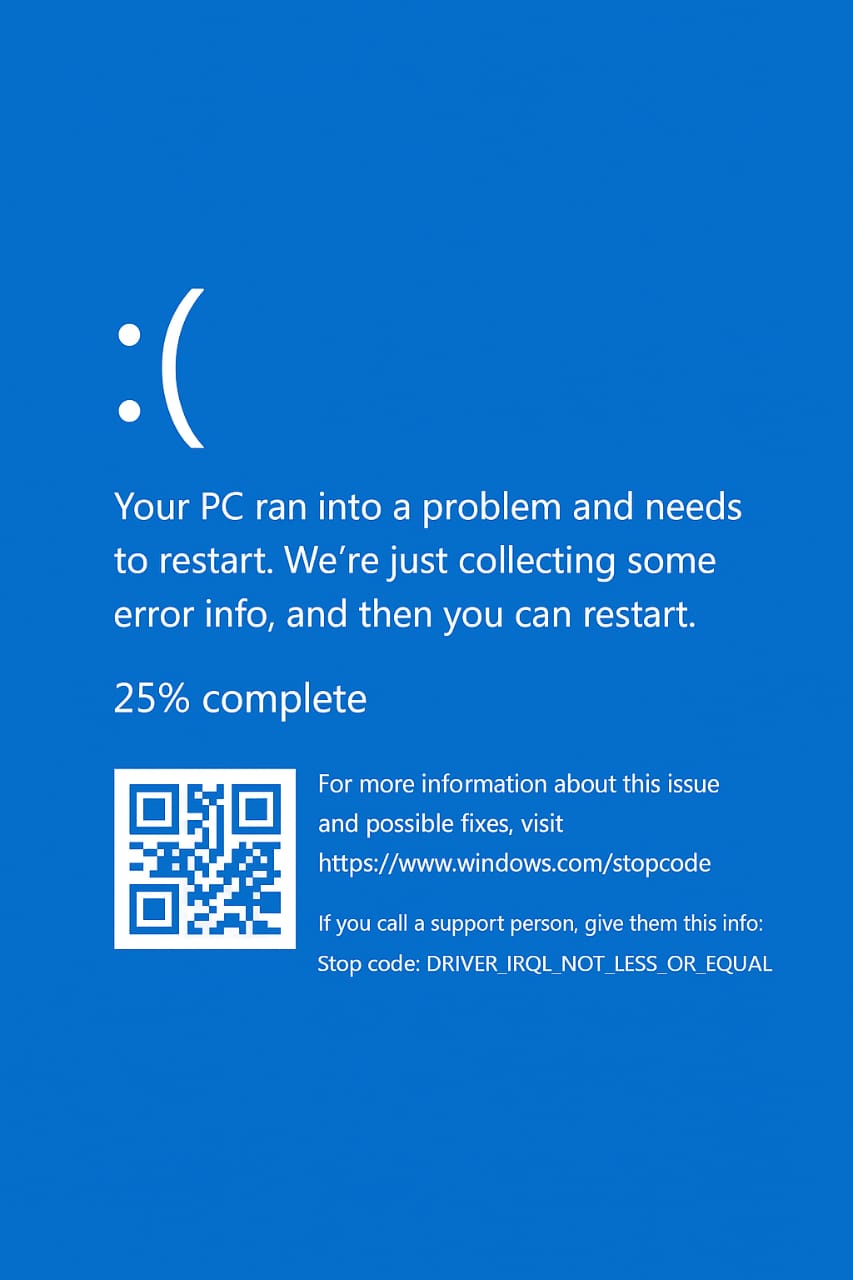 :(
Your PC ran into a problem and needs
to restart. We’re just collecting some
error info, and then you can restart.
25% complete
For more information about this issue
and possible fixes, visit
https://www.windows.com/stopcode
If you call a support person, give them this info:
Stop code: DRIVER_IRQL_NOT_LESS_OR_EQUAL